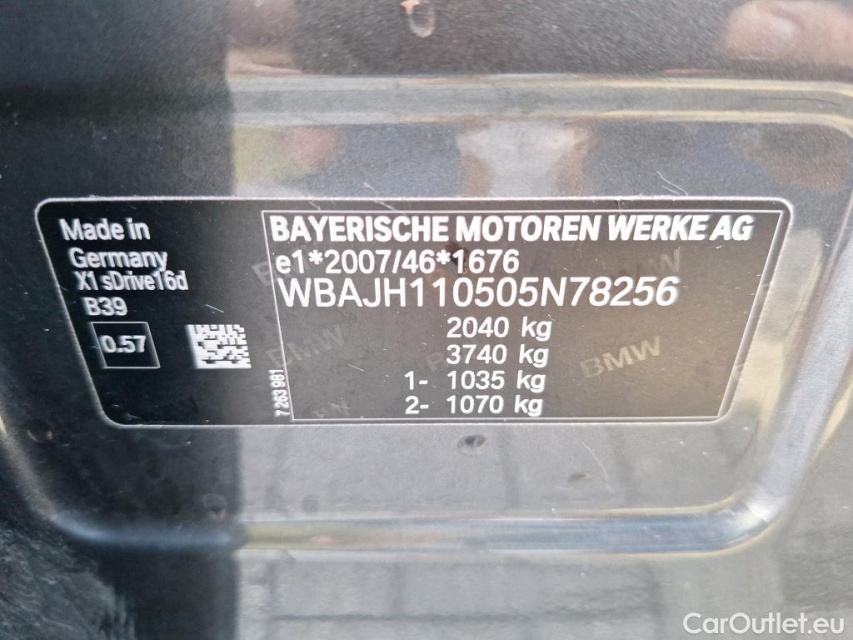 Made in
Germany
X1 sDrive16d
B39
0.57
7 263 981
BAYERISCHE MOTOREN WERKE AG
e1*2007/46*1676
WBAJH110505N78256
2040 kg
3740 kg
1- 1035 kg
2- 1070 kg
BMW
BMW
CarOutlet.eu